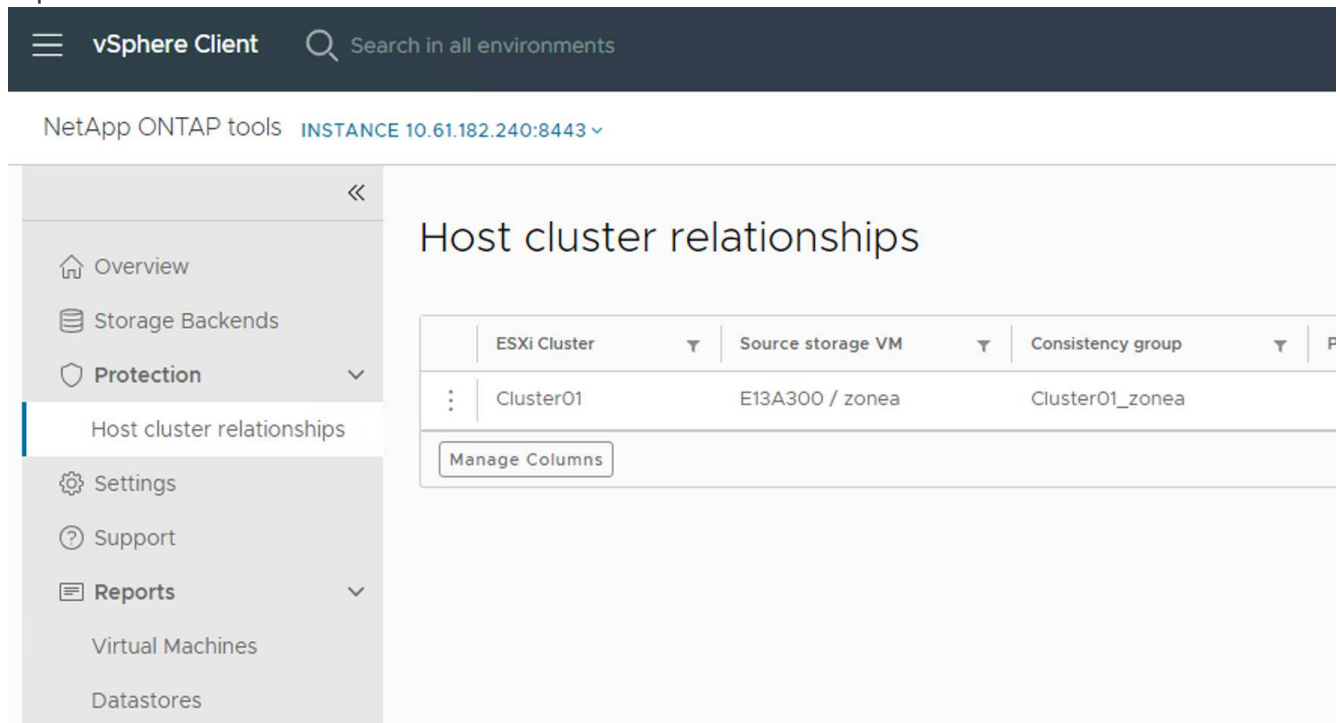 vSphere Client Search in all environments
NetApp ONTAP tools INSTANCE 10.61.182.240:8443
Overview
Storage Backends
Protection
Host cluster relationships
Settings
Support
Reports
Virtual Machines
Datastores
Host cluster relationships
ESXi Cluster Source storage VM Consistency group
Cluster01 E13A300 / zonea Cluster01_zonea
Manage Columns